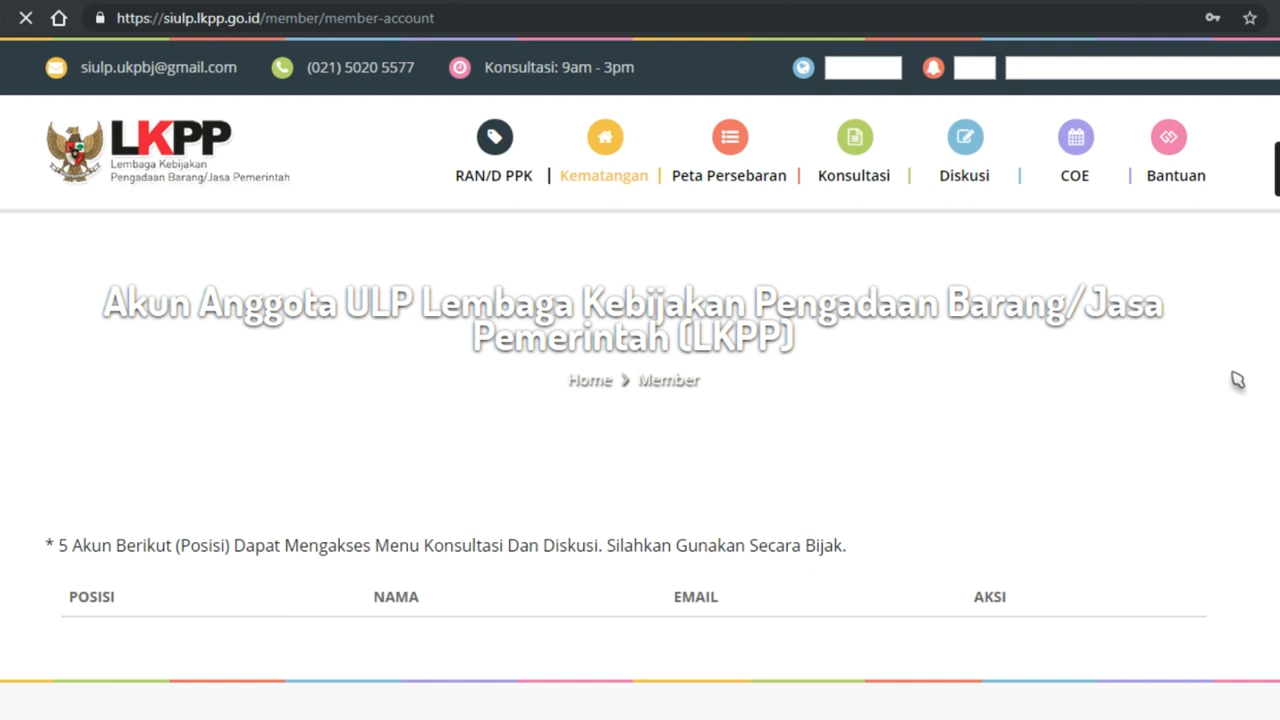 https://siulp.lkpp.go.id/member/member-account
siulp.ukpbj@gmail.com (021) 5020 5577 Konsultasi: 9am - 3pm
LKPP
Lembaga Kebijakan
Pengadaan Barang/Jasa Pemerintah
RAN/D PPK | Kematangan | Peta Persebaran | Konsultasi | Diskusi | COE | Bantuan
Akun Anggota ULP Lembaga Kebijakan Pengadaan Barang/Jasa
Pemerintah (LKPP)
Home > Member
* 5 Akun Berikut (Posisi) Dapat Mengakses Menu Konsultasi Dan Diskusi. Silahkan Gunakan Secara Bijak.
POSISI NAMA EMAIL AKSI